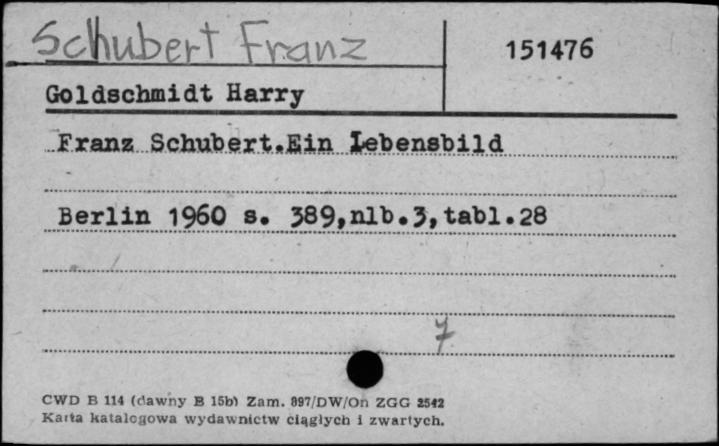 Schubert Franz
151476
Goldschmidt Harry
Franz Schubert.Ein Lebensbild
Berlin 1960 s. 389,nlb.3,tabl.28
7
CWD B 114 (dawny B 15b) Zam. 897/DW/On ZGG 2542
Karta katalogowa wydawnictw ciągłych i zwartych.